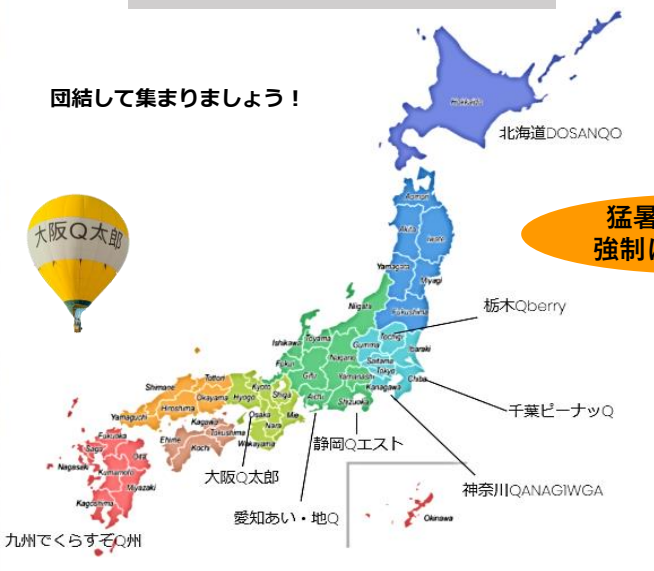 団結して集まりましょう！
Hokkaido
北海道DOSANQO
Aomori
Akita
Iwate
大阪Q太郎
猛暑
強制
Yamagata
Miyagi
Niigata
Fukushima
栃木Qberry
Ishikawa
Toyama
Gunma
Tochigi
Ibaraki
Fukui
Nagano
Saitama
Tokyo
Gifu
Yamanashi
Kanagawa
Chiba
Shimane
Tottori
Kyoto
Shiga
Aichi
Shizuoka
Okayama
Hyogo
Hiroshima
Yamaguchi
Kagawa
Osaka
Mie
Nara
千葉ピーナッQ
Fukuoka
Ehime
Tokushima
Wakayama
Kochi
静岡Qエスト
Saga
Oita
Nagasaki
Kumamoto
大阪Q太郎
Miyazaki
神奈川QANAGIWGA
Kagoshima
愛知あい・地Q
Okinawa
九州でくらすぞQ州